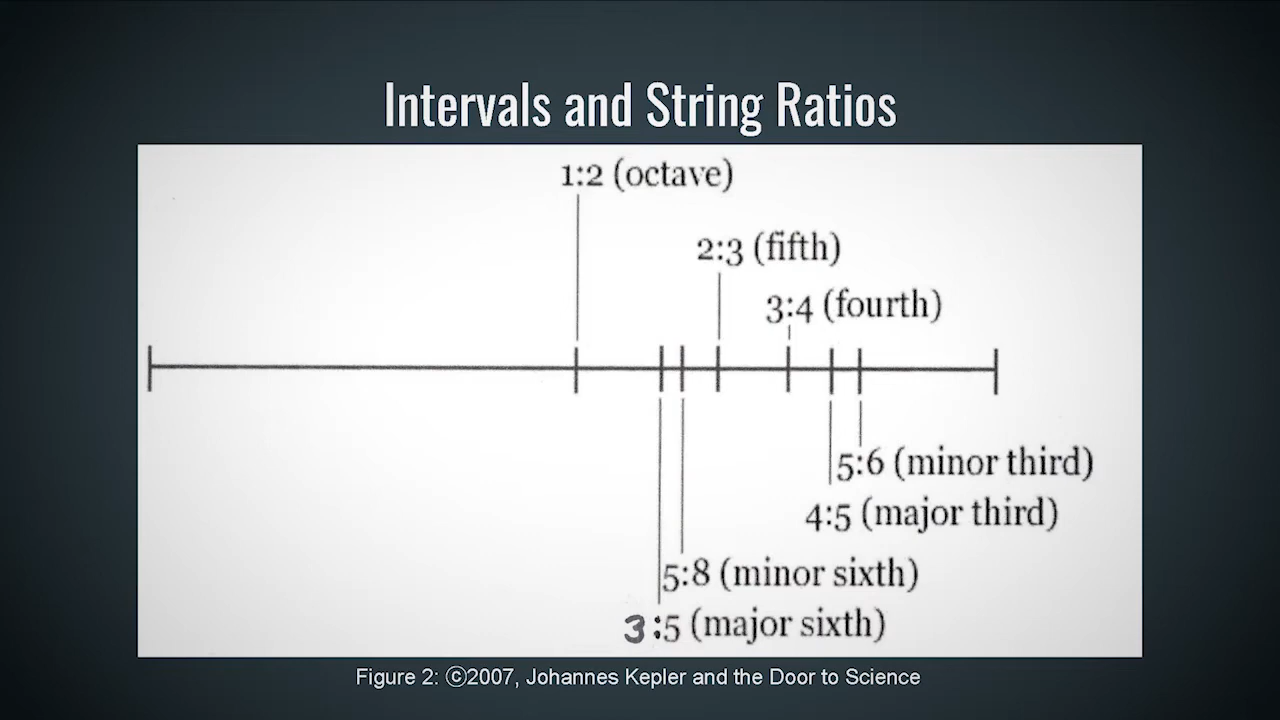 Intervals and String Ratios
1:2 (octave)
2:3 (fifth)
3:4 (fourth)
5:6 (minor third)
4:5 (major third)
5:8 (minor sixth)
3:5 (major sixth)
Figure 2: ©2007, Johannes Kepler and the Door to Science